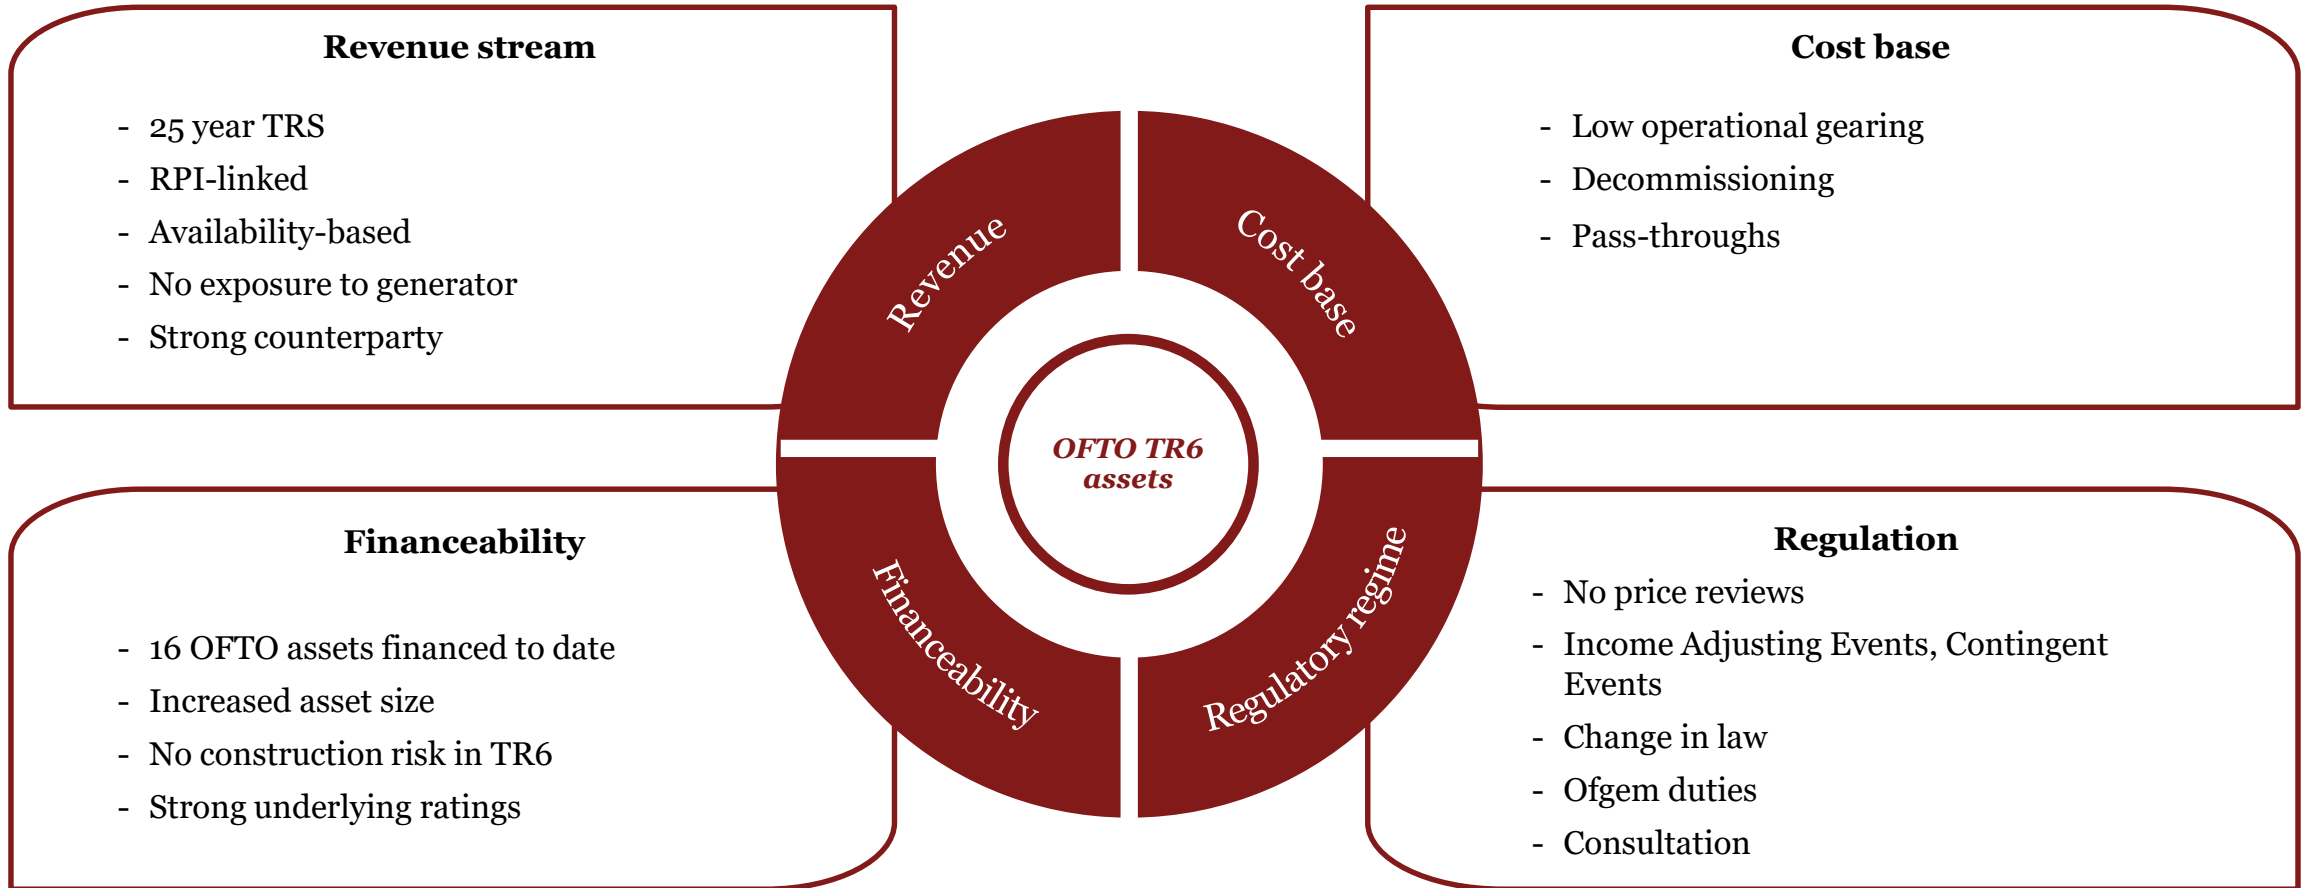 Revenue stream
- 25 year TRS
- RPI-linked
- Availability-based
- No exposure to generator
- Strong counterparty
Cost base
- Low operational gearing
- Decommissioning
- Pass-throughs
Revenue
Cost base
OFTO TR6
assets
Financeability
Regulatory regime
Financeability
- 16 OFTO assets financed to date
- Increased asset size
- No construction risk in TR6
- Strong underlying ratings
Regulation
- No price reviews
- Income Adjusting Events, Contingent
Events
- Change in law
- Ofgem duties
- Consultation